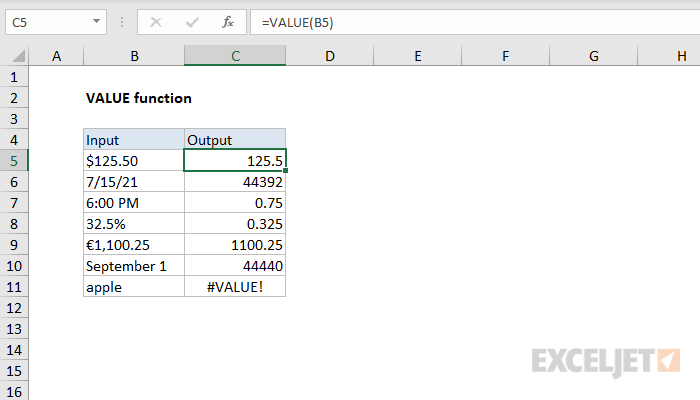 C5 fx =VALUE(B5)
A B C D E F G H
1
2 VALUE function
3
4 Input Output
5 $125.50 125.5
6 7/15/21 44392
7 6:00 PM 0.75
8 32.5% 0.325
9 €1,100.25 1100.25
10 September 1 44440
11 apple #VALUE!
12
13
14
15
16
EXCELJET